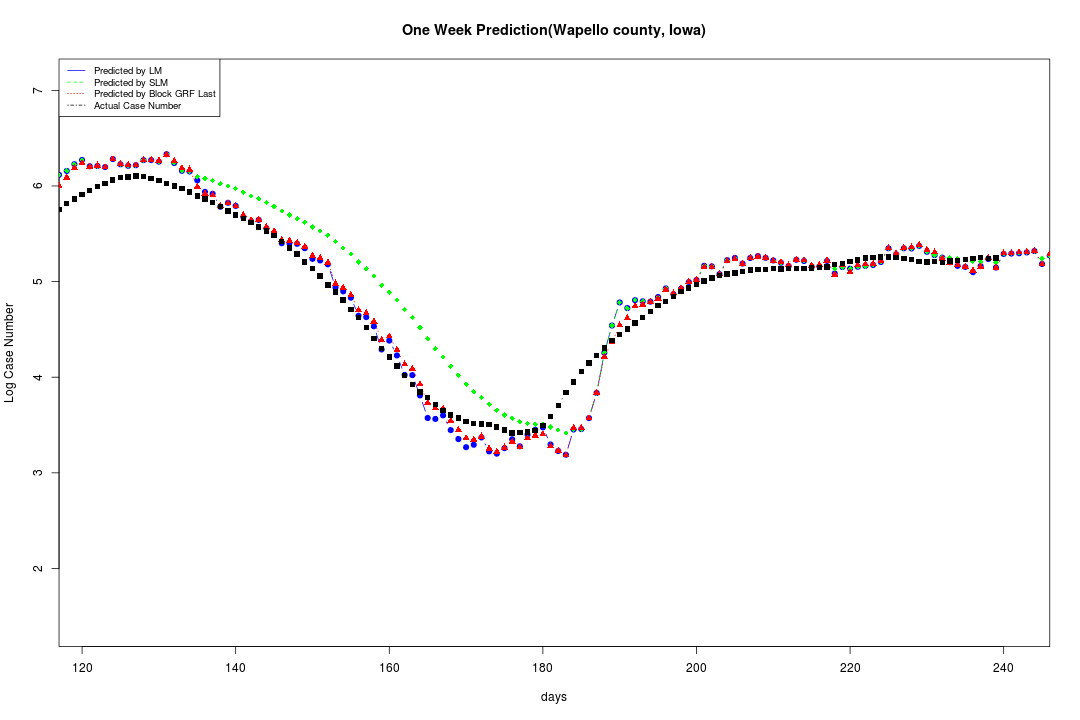 One Week Prediction(Wapello county, Iowa)
Predicted by LM
Predicted by SLM
Predicted by Block GRF Last
Actual Case Number
7
6
5
4
3
2
Log Case Number
120 140 160 180 200 220 240
days